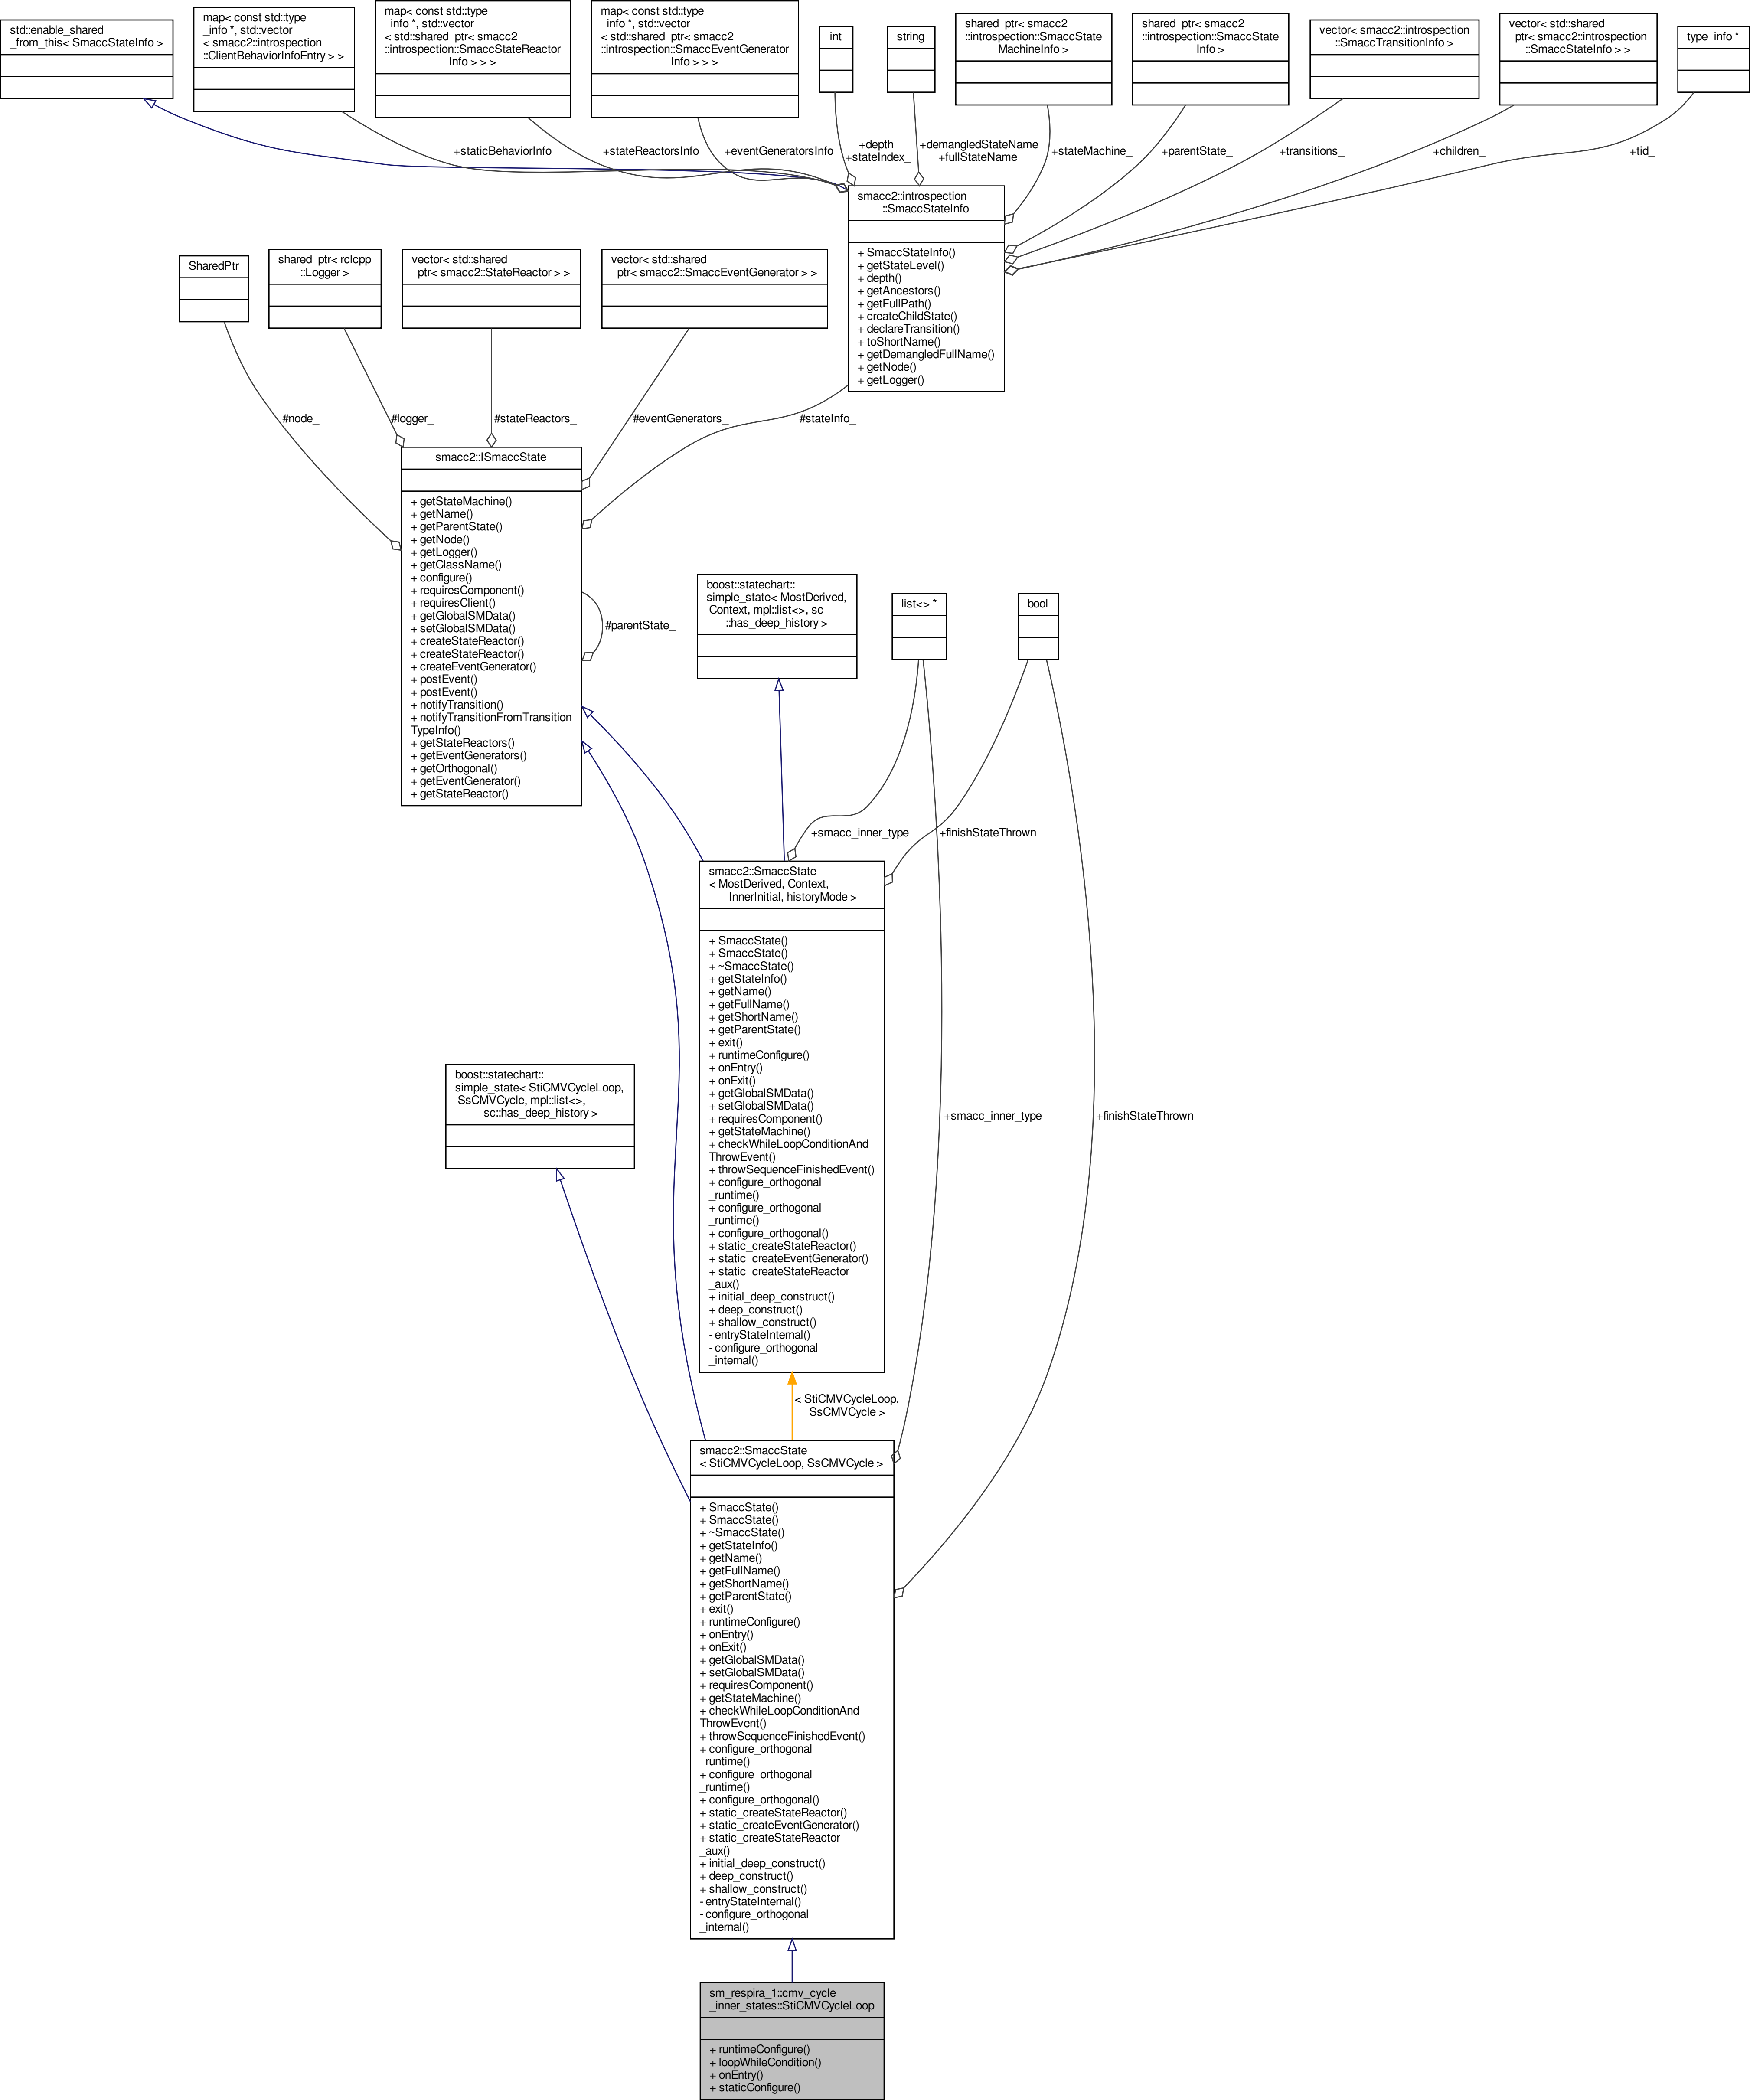 std::enable_shared
_from_this< SmaccStateInfo >
map< const std::type
_info *, std::vector
< smacc2::introspection
::ClientBehaviorInfoEntry > >
map< const std::type
_info *, std::vector
< std::shared_ptr< smacc2
::introspection::SmaccStateReactor
Info > > >
map< const std::type
_info *, std::vector
< std::shared_ptr< smacc2
::introspection::SmaccEventGenerator
Info > > >
int
string
shared_ptr< smacc2
::introspection::SmaccState
MachineInfo >
shared_ptr< smacc2
::introspection::SmaccState
Info >
vector< smacc2::introspection
::SmaccTransitionInfo >
vector< std::shared
_ptr< smacc2::introspection
::SmaccStateInfo > >
type_info *
+staticBehaviorInfo
+stateReactorsInfo
+eventGeneratorsInfo
+depth_
+stateIndex_
+demangledStateName
+fullStateName
+stateMachine_
+parentState_
+transitions_
+children_
+tid_
smacc2::introspection
::SmaccStateInfo
+ SmaccStateInfo()
+ getStateLevel()
+ depth()
+ getAncestors()
+ getFullPath()
+ createChildState()
+ declareTransition()
+ toShortName()
+ getDemangledFullName()
+ getNode()
+ getLogger()
SharedPtr
shared_ptr< rclcpp
::Logger >
vector< std::shared
_ptr< smacc2::StateReactor > >
vector< std::shared
_ptr< smacc2::SmaccEventGenerator > >
#node_
#logger_
#stateReactors_
#eventGenerators_
#stateInfo_
smacc2::ISmaccState
+ getStateMachine()
+ getName()
+ getParentState()
+ getNode()
+ getLogger()
+ getClassName()
+ configure()
+ requiresComponent()
+ requiresClient()
+ getGlobalSMData()
+ setGlobalSMData()
+ createStateReactor()
+ createStateReactor()
+ createEventGenerator()
+ postEvent()
+ postEvent()
+ notifyTransition()
+ notifyTransitionFromTransition
TypeInfo()
+ getStateReactors()
+ getEventGenerators()
+ getOrthogonal()
+ getEventGenerator()
+ getStateReactor()
#parentState_
boost::statechart::
simple_state< MostDerived,
Context, mpl::list<>, sc
::has_deep_history >
list<> *
bool
+smacc_inner_type
+finishStateThrown
smacc2::SmaccState
< MostDerived, Context,
InnerInitial, historyMode >
+ SmaccState()
+ SmaccState()
+ ~SmaccState()
+ getStateInfo()
+ getName()
+ getFullName()
+ getShortName()
+ getParentState()
+ exit()
+ runtimeConfigure()
+ onEntry()
+ onExit()
+ getGlobalSMData()
+ setGlobalSMData()
+ requiresComponent()
+ getStateMachine()
+ checkWhileLoopConditionAnd
ThrowEvent()
+ throwSequenceFinishedEvent()
+ configure_orthogonal
_runtime()
+ configure_orthogonal
_runtime()
+ configure_orthogonal()
+ static_createStateReactor()
+ static_createEventGenerator()
+ static_createStateReactor
_aux()
+ initial_deep_construct()
+ deep_construct()
+ shallow_construct()
- entryStateInternal()
- configure_orthogonal
_internal()
boost::statechart::
simple_state< StiCMVCycleLoop,
SsCMVCycle, mpl::list<>,
sc::has_deep_history >
+smacc_inner_type
+finishStateThrown
< StiCMVCycleLoop,
SsCMVCycle >
smacc2::SmaccState
< StiCMVCycleLoop, SsCMVCycle >
+ SmaccState()
+ SmaccState()
+ ~SmaccState()
+ getStateInfo()
+ getName()
+ getFullName()
+ getShortName()
+ getParentState()
+ exit()
+ runtimeConfigure()
+ onEntry()
+ onExit()
+ getGlobalSMData()
+ setGlobalSMData()
+ requiresComponent()
+ getStateMachine()
+ checkWhileLoopConditionAnd
ThrowEvent()
+ throwSequenceFinishedEvent()
+ configure_orthogonal
_runtime()
+ configure_orthogonal
_runtime()
+ configure_orthogonal()
+ static_createStateReactor()
+ static_createEventGenerator()
+ static_createStateReactor
_aux()
+ initial_deep_construct()
+ deep_construct()
+ shallow_construct()
- entryStateInternal()
- configure_orthogonal
_internal()
sm_respira_1::cmv_cycle
_inner_states::StiCMVCycleLoop
+ runtimeConfigure()
+ loopWhileCondition()
+ onEntry()
+ staticConfigure()